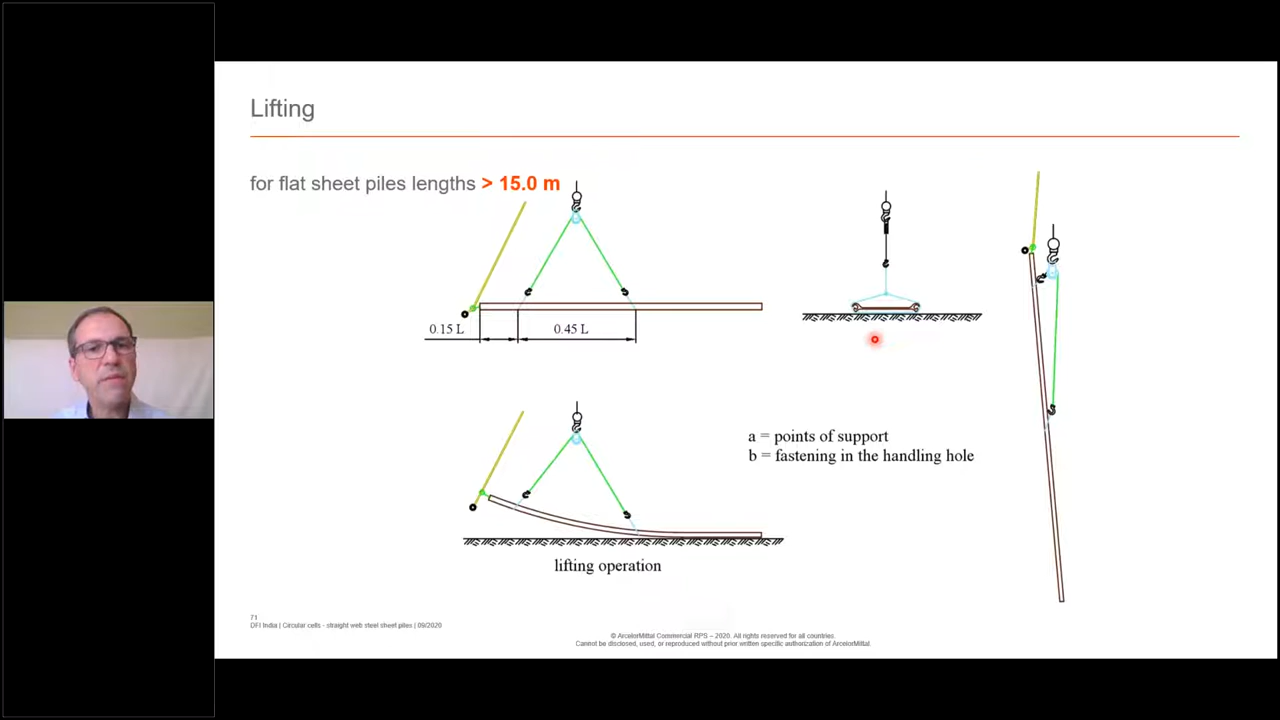 Lifting
for flat sheet piles lengths > 15.0 m
0.15 L
0.45 L
a = points of support
b = fastening in the handling hole
lifting operation
71
DFI India | Circular cells - straight web steel sheet piles | 09/2020
© ArcelorMittal Commercial RPS – 2020. All rights reserved for all countries.
Cannot be disclosed, used, or reproduced without prior written specific authorization of ArcelorMittal.